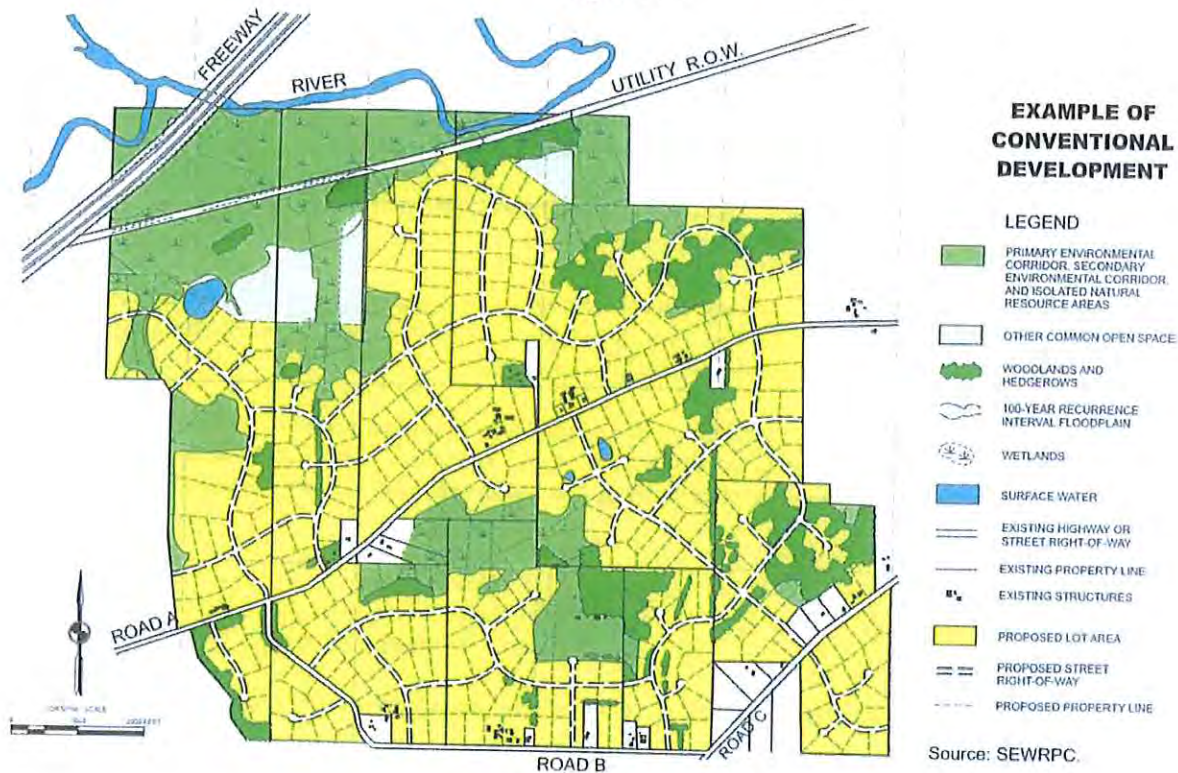 FREEWAY
RIVER
UTILITY R.O.W.
ROAD A
ROAD B
ROAD C
EXAMPLE OF
CONVENTIONAL
DEVELOPMENT
LEGEND
PRIMARY ENVIRONMENTAL
CORRIDOR, SECONDARY
ENVIRONMENTAL CORRIDOR,
AND ISOLATED NATURAL
RESOURCE AREAS
OTHER COMMON OPEN SPACE
WOODLANDS AND
HEDGEROWS
100-YEAR RECURRENCE
INTERVAL FLOODPLAIN
WETLANDS
SURFACE WATER
EXISTING HIGHWAY OR
STREET RIGHT-OF-WAY
EXISTING PROPERTY LINE
EXISTING STRUCTURES
PROPOSED LOT AREA
PROPOSED STREET
RIGHT-OF-WAY
PROPOSED PROPERTY LINE
Source: SEWRPC.